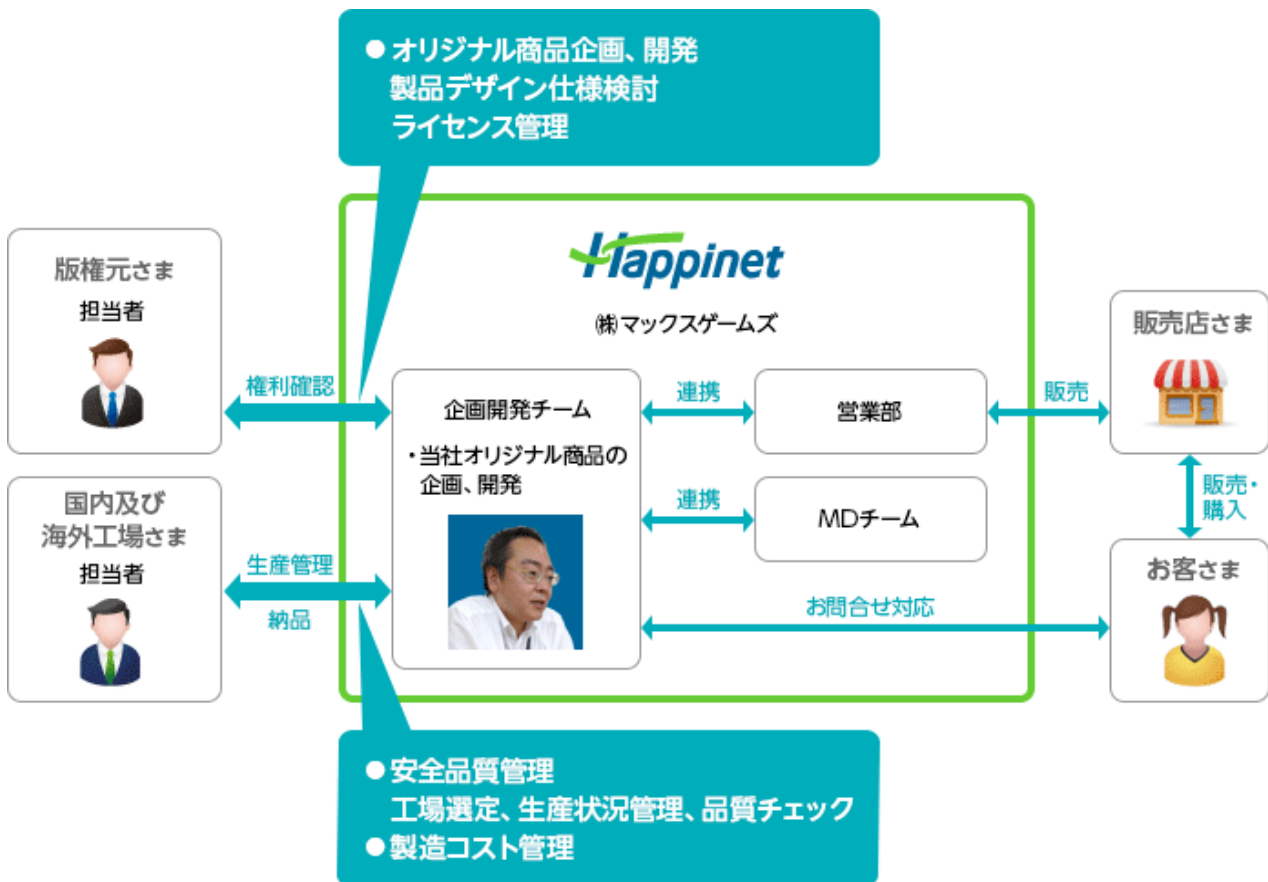 ● オリジナル商品企画、開発
製品デザイン仕様検討
ライセンス管理
版権元さま
担当者
権利確認
国内及び
海外工場さま
担当者
生産管理
納品
Happinet
㈱マックスゲームズ
企画開発チーム
・当社オリジナル商品の
企画、開発
連携
営業部
連携
MDチーム
お問合せ対応
販売
販売店さま
販売・
購入
お客さま
● 安全品質管理
工場選定、生産状況管理、品質チェック
● 製造コスト管理